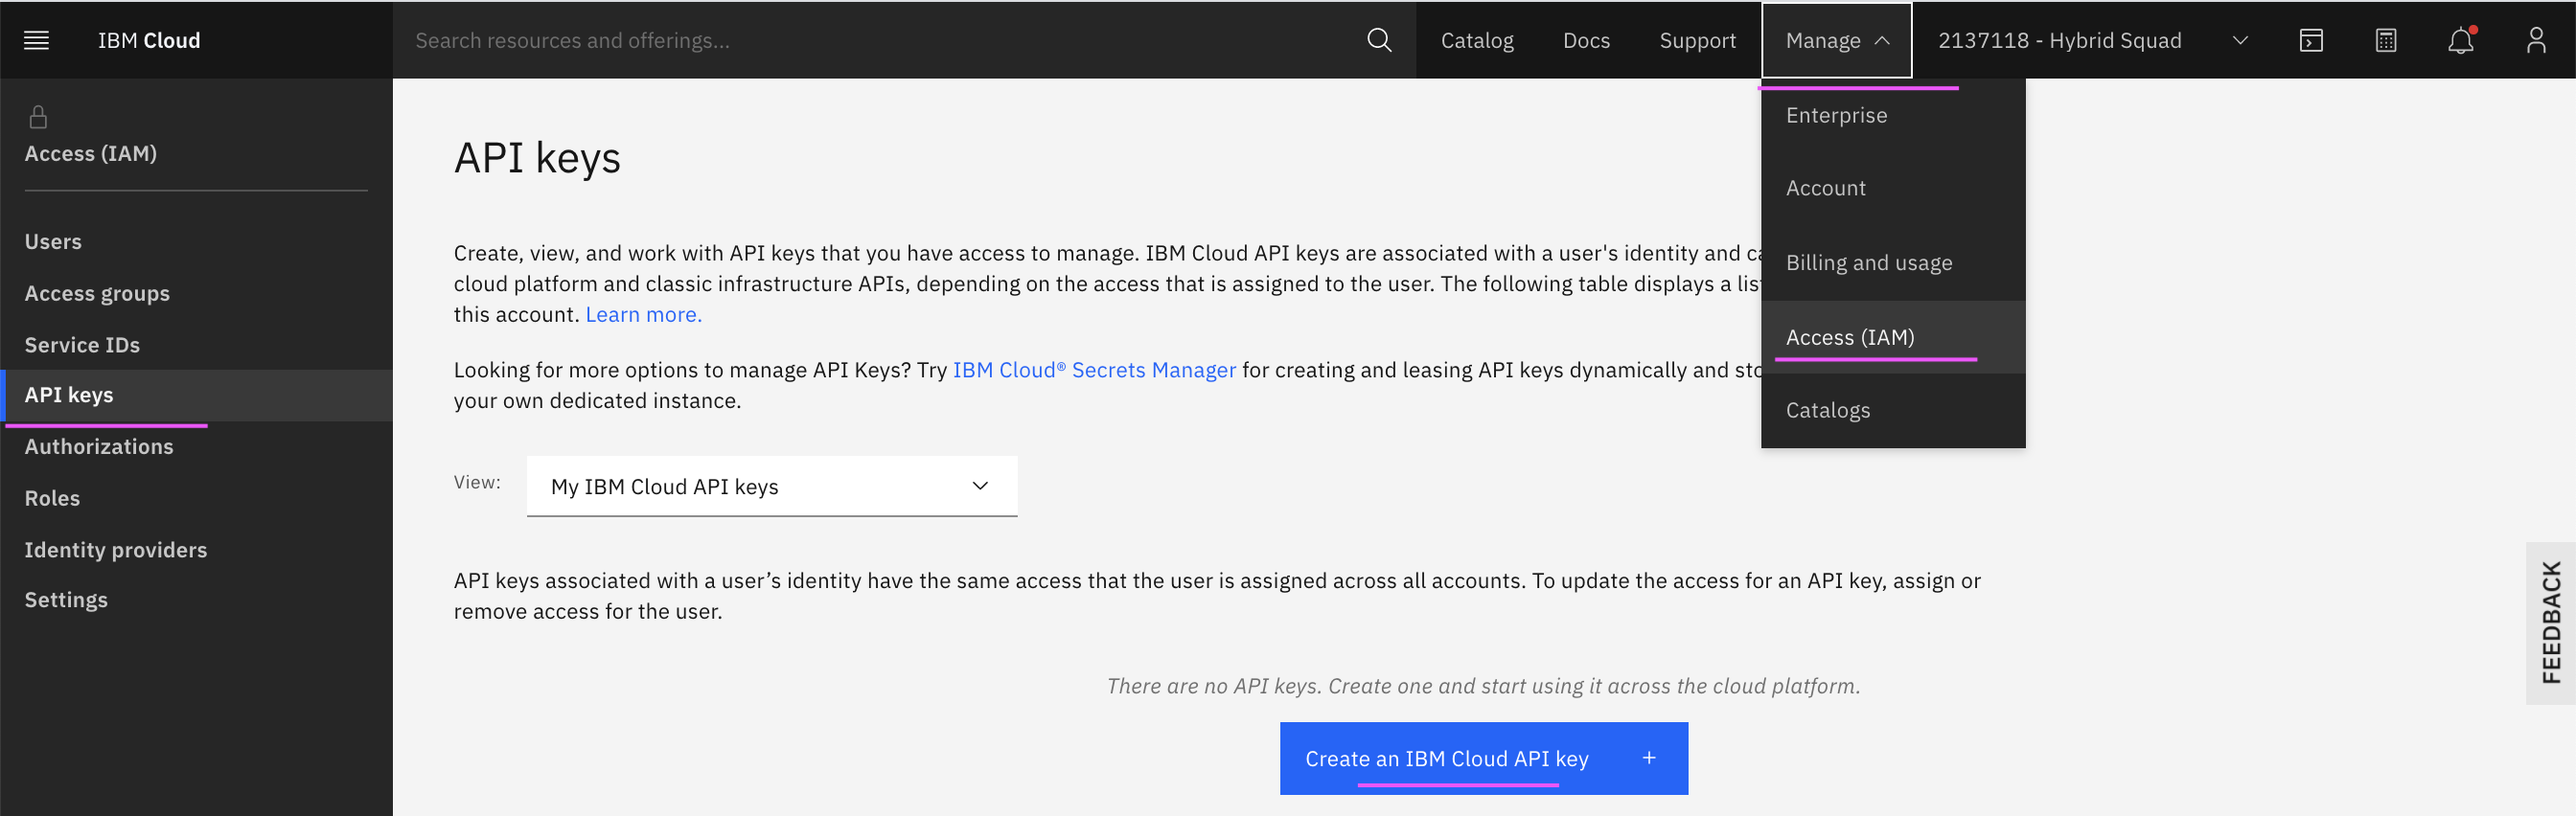 IBM Cloud
Search resources and offerings...
Catalog
Docs
Support
Manage
2137118 - Hybrid Squad
Access (IAM)
Users
Access groups
Service IDs
API keys
Authorizations
Roles
Identity providers
Settings
Enterprise
Account
Billing and usage
Access (IAM)
Catalogs
API keys
Create, view, and work with API keys that you have access to manage. IBM Cloud API keys are associated with a user's identity and
cloud platform and classic infrastructure APIs, depending on the access that is assigned to the user. The following table displays a
this account. Learn more.
Looking for more options to manage API Keys? Try IBM Cloud® Secrets Manager for creating and leasing API keys dynamically and
your own dedicated instance.
View:
My IBM Cloud API keys
API keys associated with a user’s identity have the same access that the user is assigned across all accounts. To update the access for an API key, assign or
remove access for the user.
There are no API keys. Create one and start using it across the cloud platform.
Create an IBM Cloud API key +
FEEDBACK